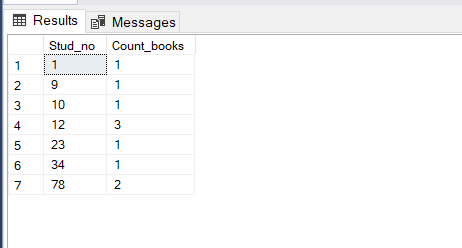 Results Messages
Stud_no Count_books
1 1 1
2 9 1
3 10 1
4 12 3
5 23 1
6 34 1
7 78 2